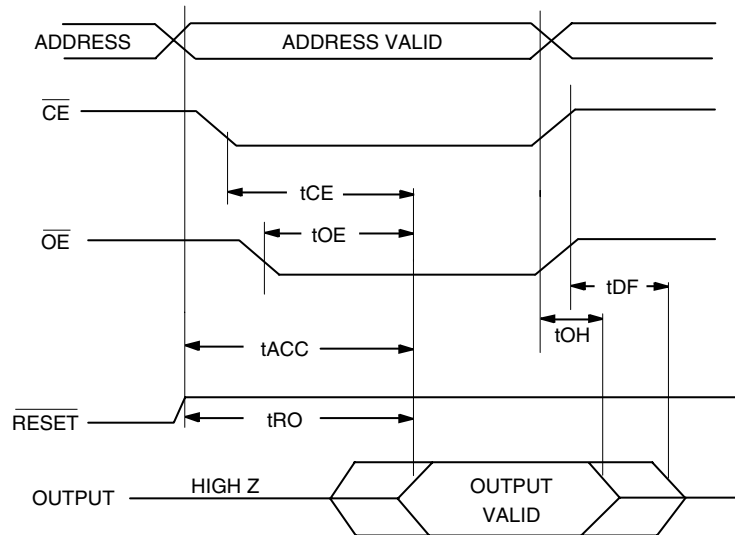 ADDRESS
ADDRESS VALID
CE
tCE
OE
tOE
tDF
tOH
tACC
RESET
tRO
OUTPUT
HIGH Z
OUTPUT
VALID